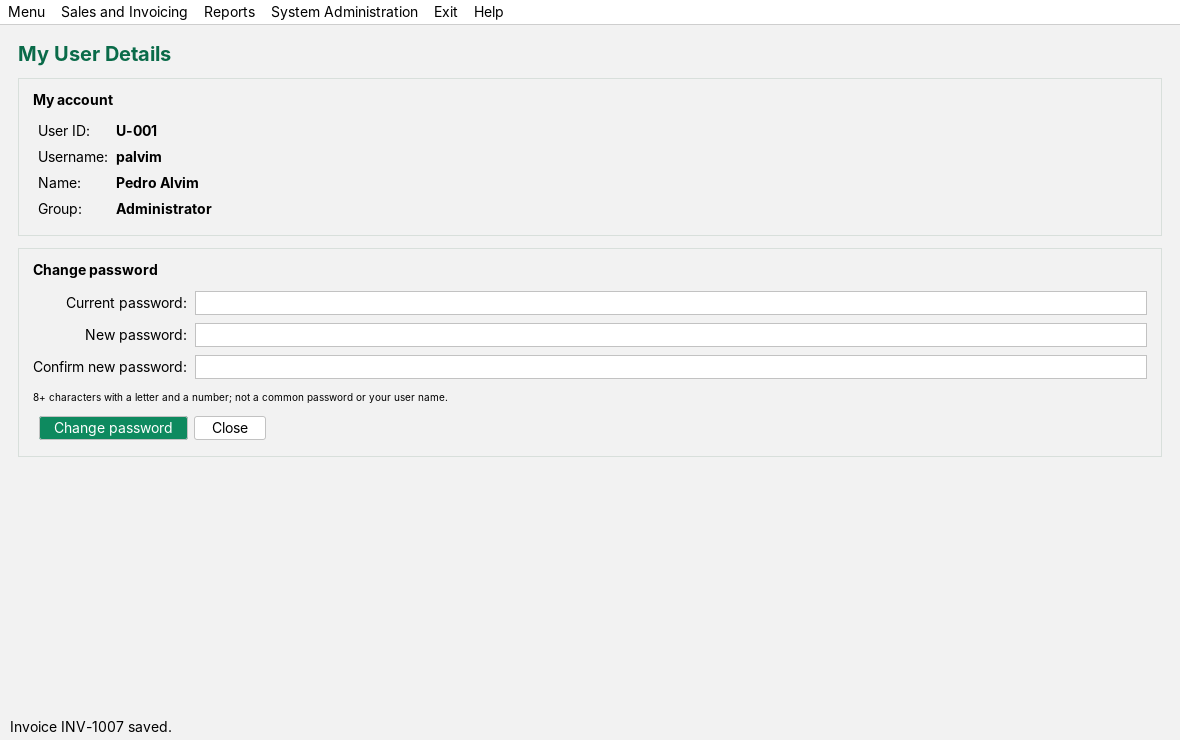 Menu Sales and Invoicing Reports System Administration Exit Help
My User Details
My account
User ID: U-001
Username: palvim
Name: Pedro Alvim
Group: Administrator
Change password
Current password:
New password:
Confirm new password:
8+ characters with a letter and a number; not a common password or your user name.
Change password Close
Invoice INV-1007 saved.